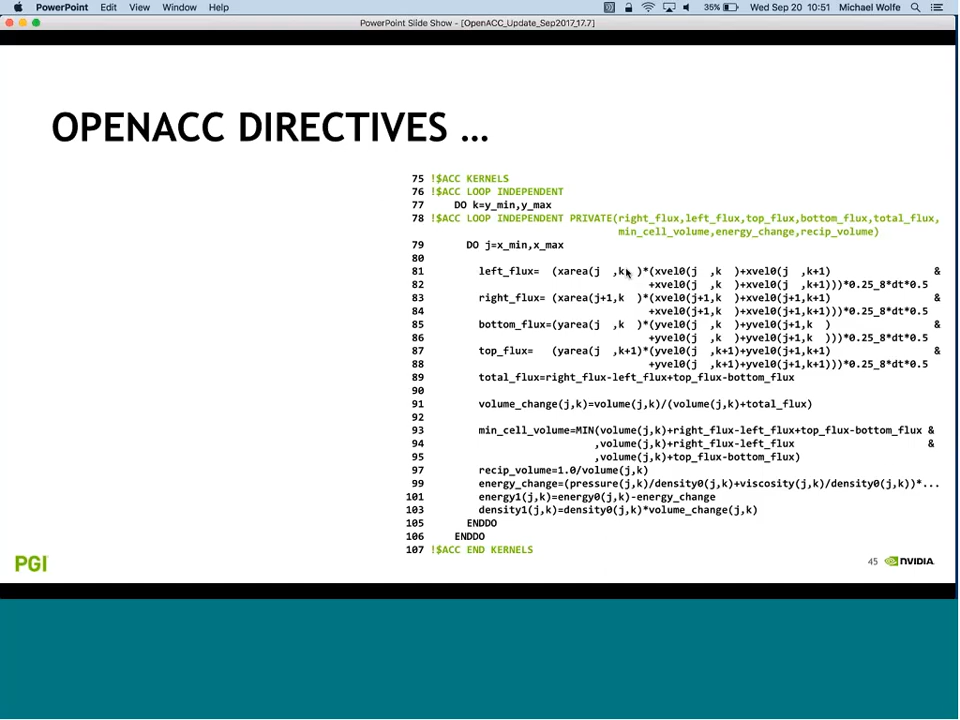 PowerPoint Edit View Window Help 35% Wed Sep 20 10:51 Michael Wolfe
PowerPoint Slide Show - [OpenACC_Update_Sep2017_17.7]
OPENACC DIRECTIVES ...
75 !$ACC KERNELS
76 !$ACC LOOP INDEPENDENT
77 DO k=y_min,y_max
78 !$ACC LOOP INDEPENDENT PRIVATE(right_flux,left_flux,top_flux,bottom_flux,total_flux,
min_cell_volume,energy_change,recip_volume)
79 DO j=x_min,x_max
80
81 left_flux= (xarea(j ,k )*(xvel0(j ,k )+xvel0(j ,k+1) &
82 +xvel0(j ,k )+xvel0(j ,k+1)))*0.25_8*dt*0.5
83 right_flux= (xarea(j+1,k )*(xvel0(j+1,k )+xvel0(j+1,k+1) &
84 +xvel0(j+1,k )+xvel0(j+1,k+1)))*0.25_8*dt*0.5
85 bottom_flux=(yarea(j ,k )*(yvel0(j ,k )+yvel0(j+1,k ) &
86 +yvel0(j ,k )+yvel0(j+1,k )))*0.25_8*dt*0.5
87 top_flux= (yarea(j ,k+1)*(yvel0(j ,k+1)+yvel0(j+1,k+1) &
88 +yvel0(j ,k+1)+yvel0(j+1,k+1)))*0.25_8*dt*0.5
89 total_flux=right_flux-left_flux+top_flux-bottom_flux
90
91 volume_change(j,k)=volume(j,k)/(volume(j,k)+total_flux)
92
93 min_cell_volume=MIN(volume(j,k)+right_flux-left_flux+top_flux-bottom_flux &
94 ,volume(j,k)+right_flux-left_flux &
95 ,volume(j,k)+top_flux-bottom_flux)
97 recip_volume=1.0/volume(j,k)
99 energy_change=(pressure(j,k)/density0(j,k)+viscosity(j,k)/density0(j,k))*...
101 energy1(j,k)=energy0(j,k)-energy_change
103 density1(j,k)=density0(j,k)*volume_change(j,k)
105 ENDDO
106 ENDDO
107 !$ACC END KERNELS
PGI 45 NVIDIA